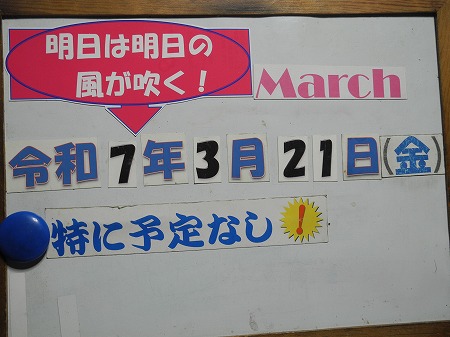 明日は明日の
風が吹く!
March
令和7年3月21日(金)
特に予定なし!